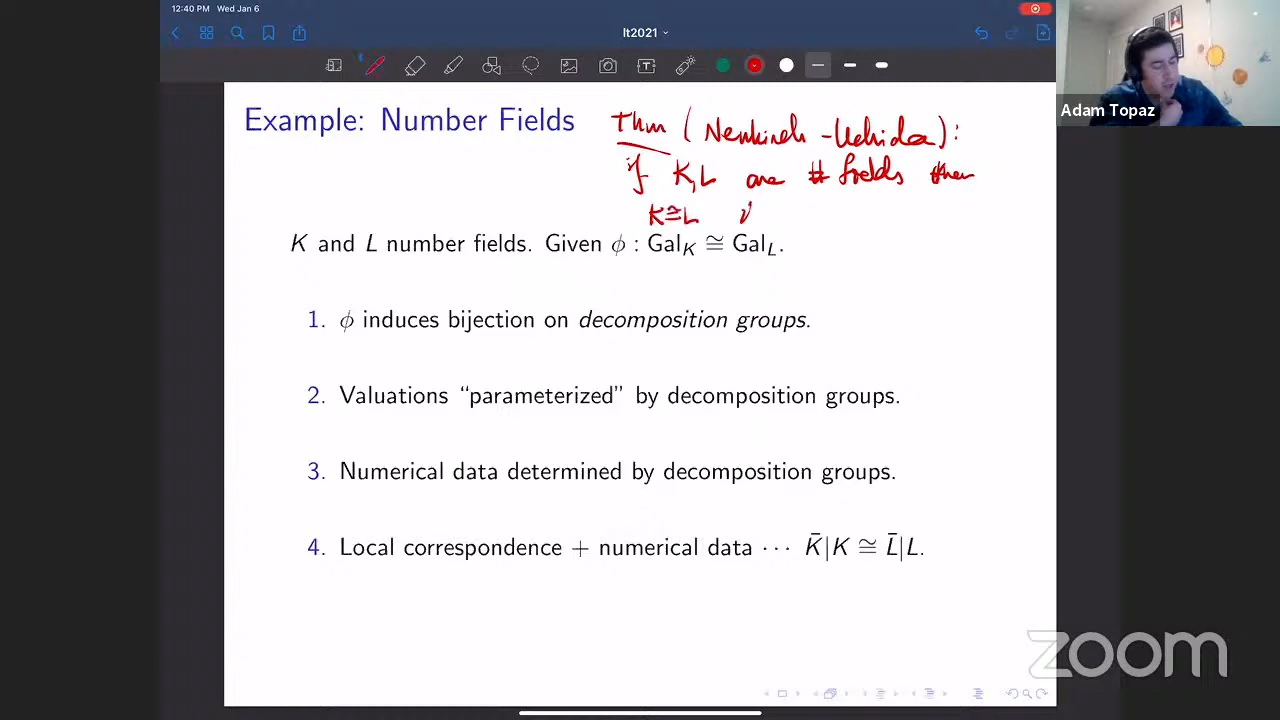 12:40 PM Wed Jan 6
lt2021
Adam Topaz
Example: Number Fields
Thm (Neukirch - Uchida):
if K, L are # fields then
K ≅ L
K and L number fields. Given ϕ : Gal_K ≅ Gal_L.
1. ϕ induces bijection on decomposition groups.
2. Valuations “parameterized” by decomposition groups.
3. Numerical data determined by decomposition groups.
4. Local correspondence + numerical data ⋯ K̄|K ≅ L̄|L.
zoom